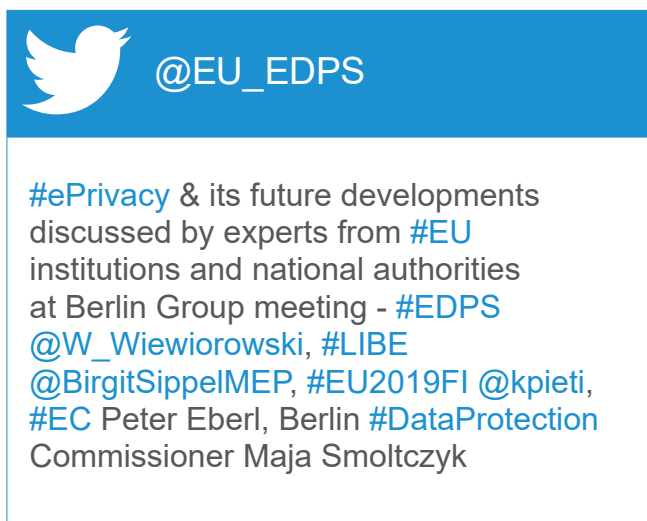 @EU_EDPS
#ePrivacy & its future developments
discussed by experts from #EU
institutions and national authorities
at Berlin Group meeting - #EDPS
@W_Wiewiorowski, #LIBE
@BirgitSippelMEP, #EU2019FI @kpieti,
#EC Peter Eberl, Berlin #DataProtection
Commissioner Maja Smoltczyk